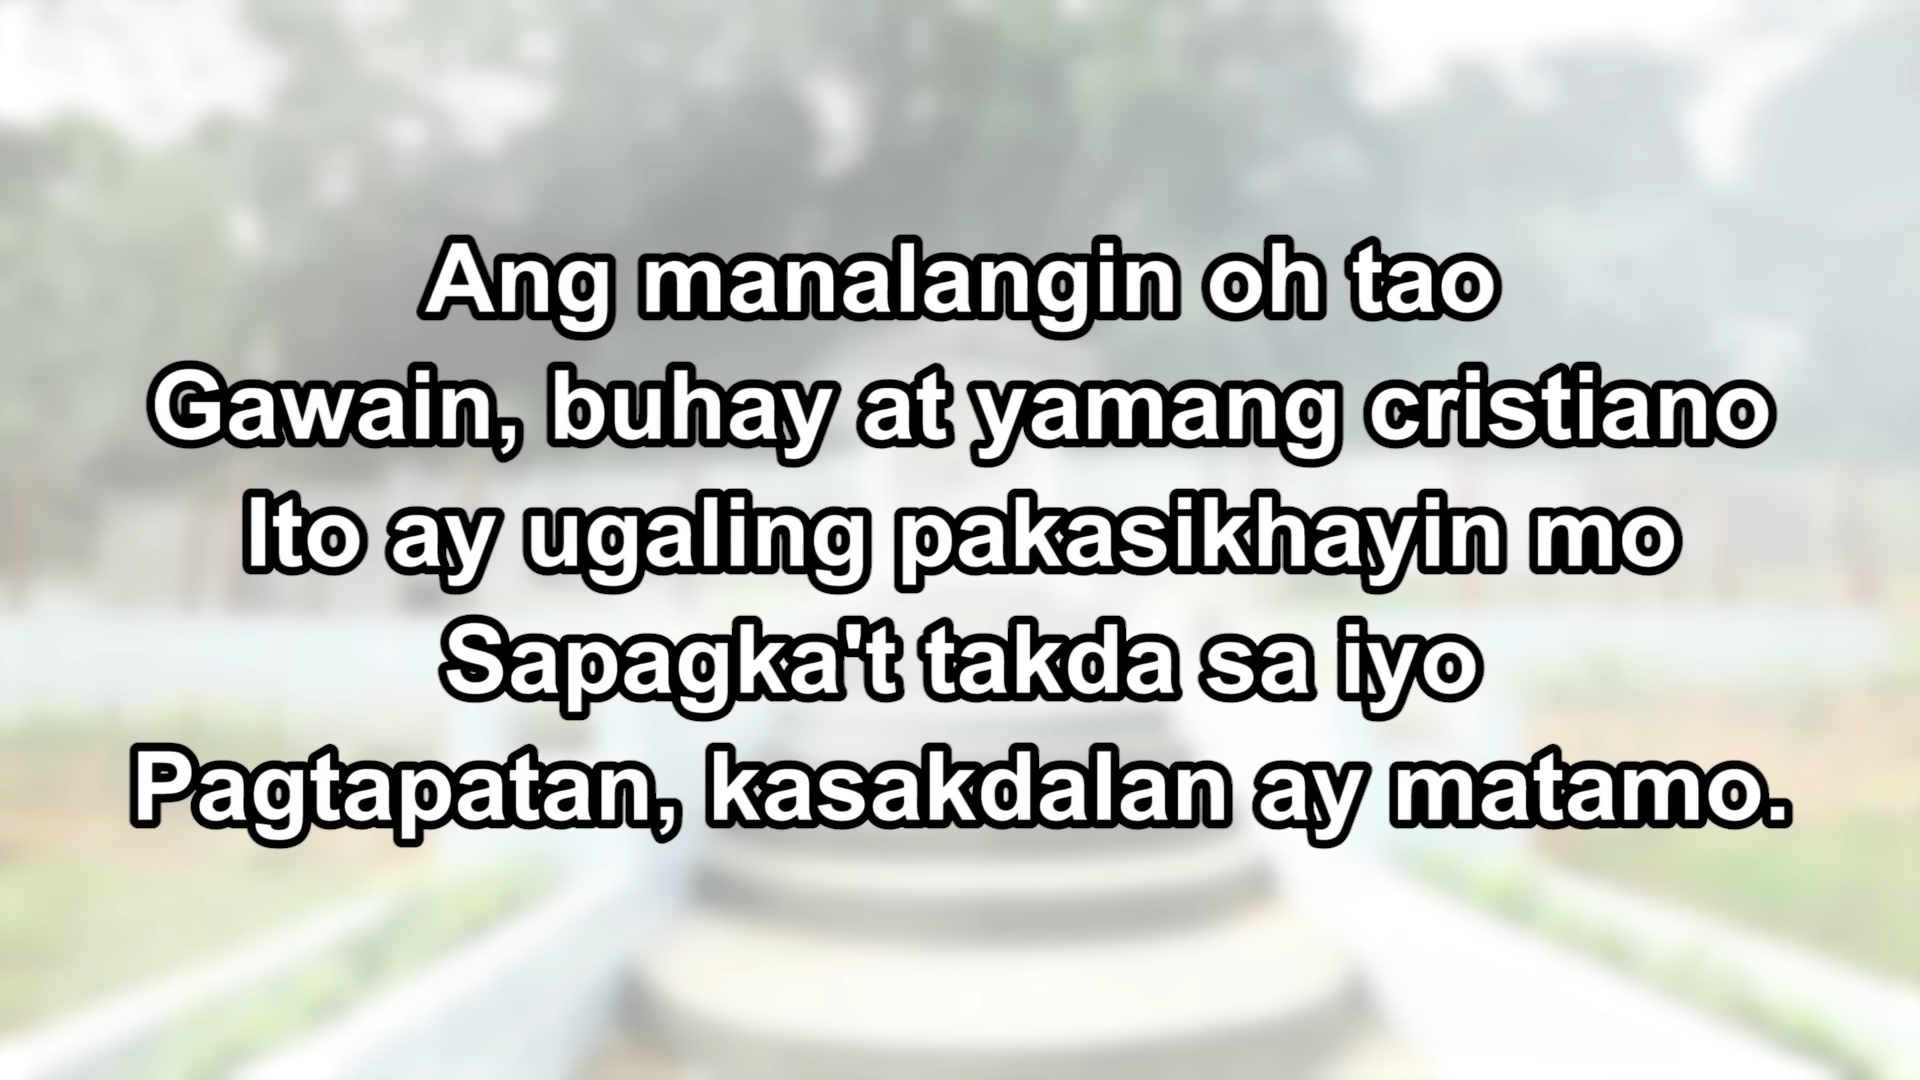 Ang manalangin oh tao
Gawain, buhay at yamang cristiano
Ito ay ugaling pakasikhayin mo
Sapagka't takda sa iyo
Pagtapatan, kasakdalan ay matamo.